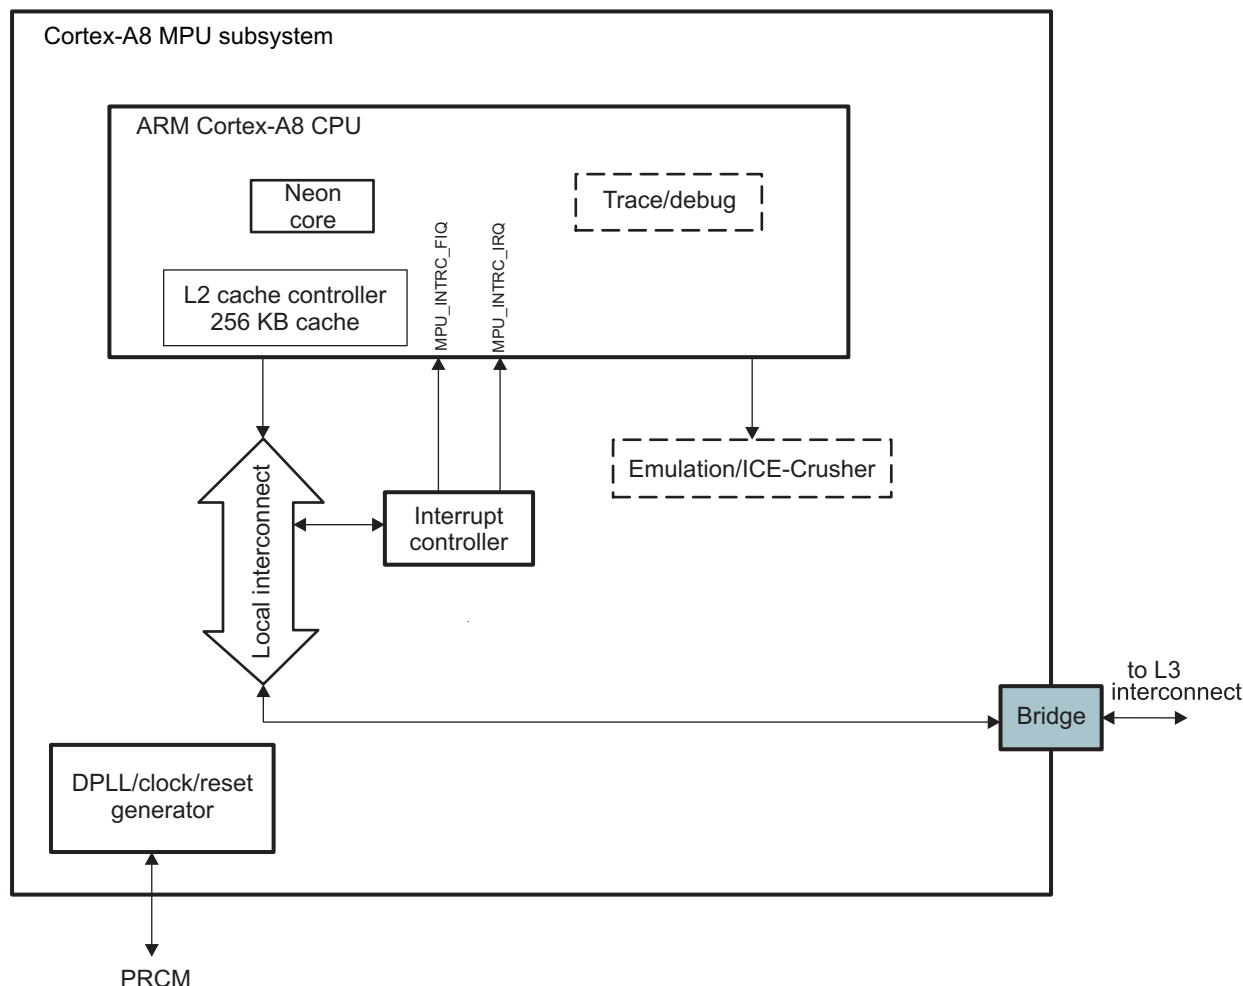 Cortex-A8 MPU subsystem
ARM Cortex-A8 CPU
Neon
core
Trace/debug
L2 cache controller
256 KB cache
MPU_INTRC_FIQ
MPU_INTRC_IRQ
Emulation/ICE-Crusher
Local interconnect
Interrupt
controller
to L3
interconnect
Bridge
DPLL/clock/reset
generator
PRCM